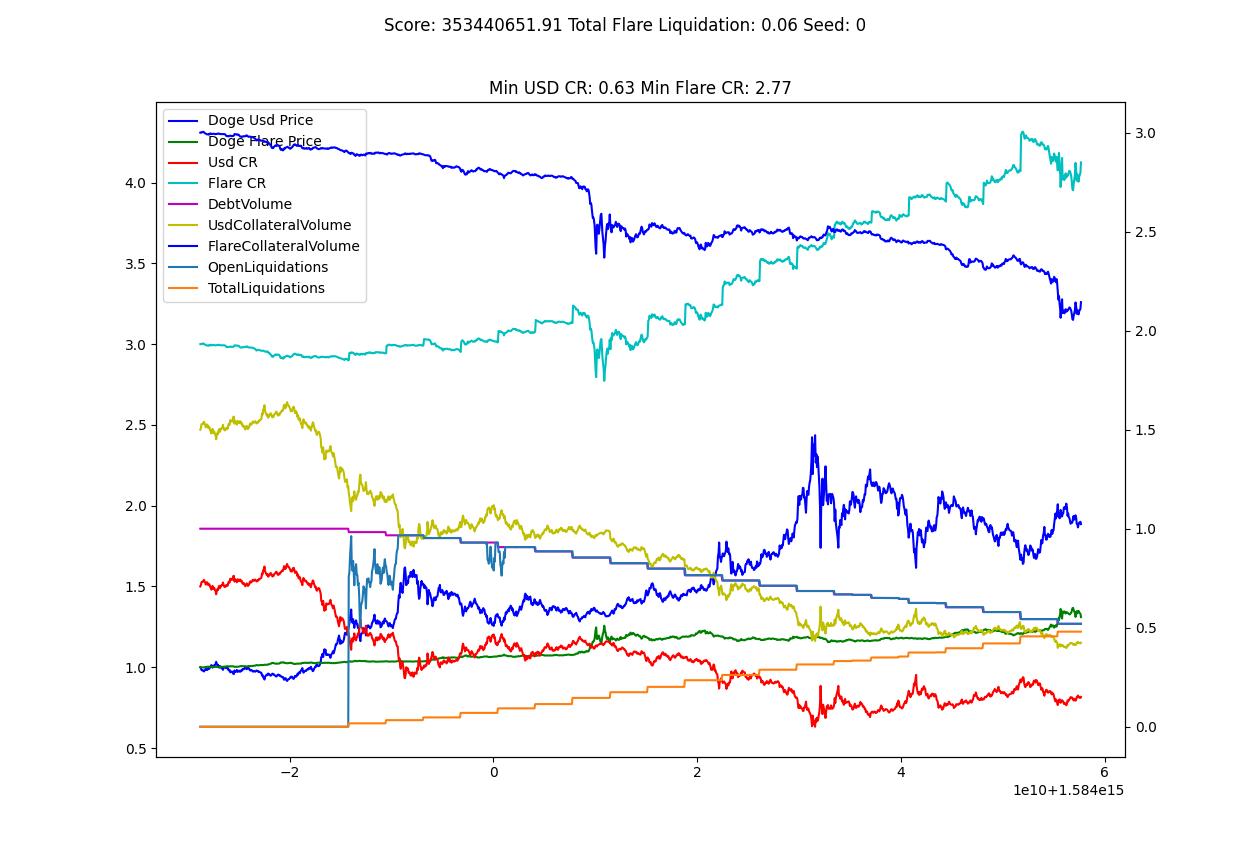 Score: 353440651.91 Total Flare Liquidation: 0.06 Seed: 0
Min USD CR: 0.63 Min Flare CR: 2.77
Doge Usd Price
Doge Flare Price
Usd CR
Flare CR
DebtVolume
UsdCollateralVolume
FlareCollateralVolume
OpenLiquidations
TotalLiquidations
4.0
3.5
3.0
2.5
2.0
1.5
1.0
0.5
3.0
2.5
2.0
1.5
1.0
0.5
0.0
−2 0 2 4 6
1e10+1.584e15